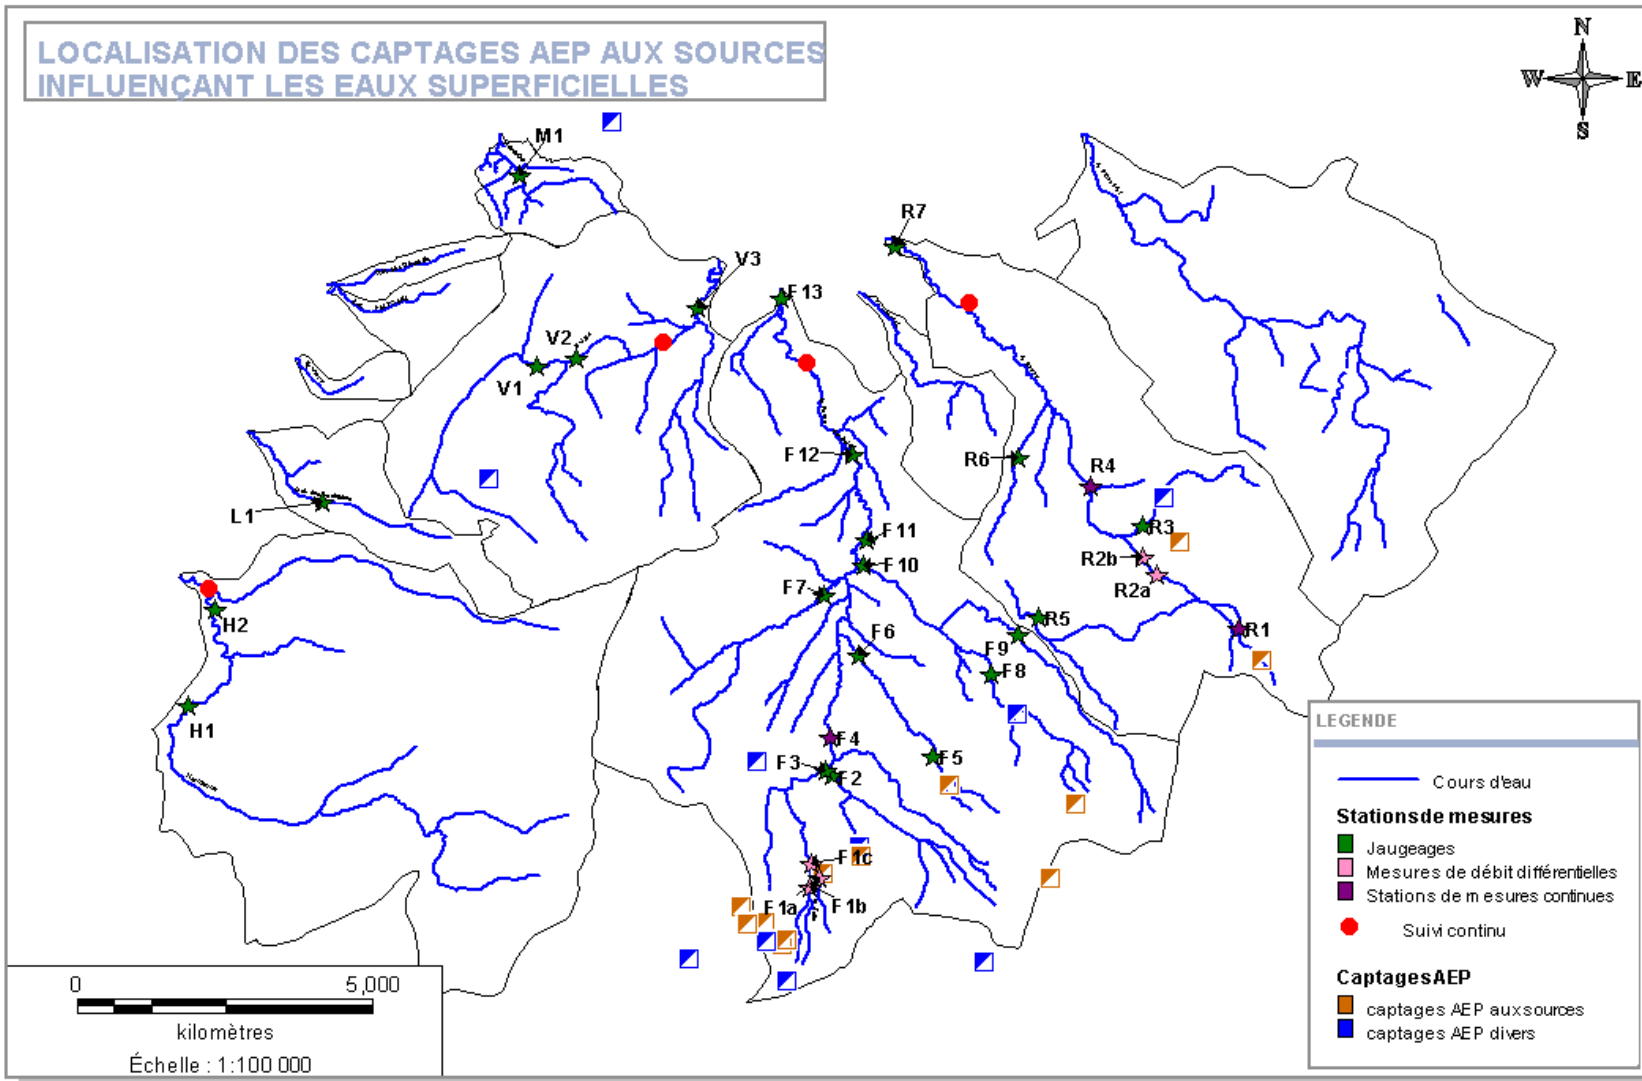 LOCALISATION DES CAPTAGES AEP AUX SOURCES
INFLUENÇANT LES EAUX SUPERFICIELLES
N
W E
S
M1
R7
V3
F13
V2
V1
F12
R6
R4
L1
R3
F11
R2b
F10
R2a
F7
H2
R5
R1
F6
F9
F8
H1
F4
F3
F5
F2
F1c
F1a
F1b
LEGENDE
Cours d'eau
Stations de mesures
Jaugeages
Mesures de débit différentielles
Stations de mesures continues
Suivi continu
Captages AEP
captages AEP aux sources
captages AEP divers
0 5,000
kilomètres
Échelle : 1:100 000